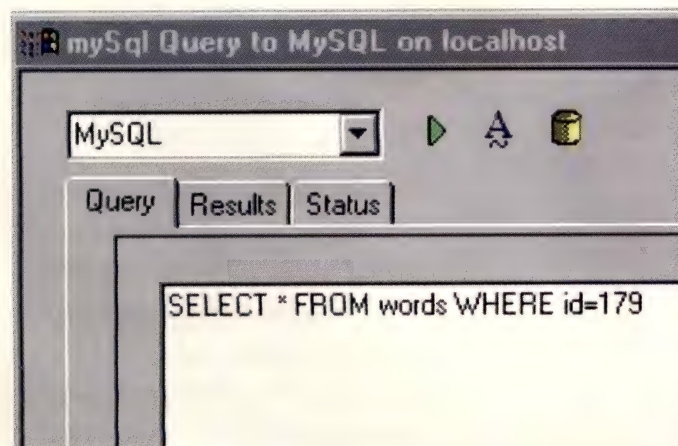 mySql Query to MySQL on localhost
MySQL
A
Query Results Status
SELECT * FROM words WHERE id=179